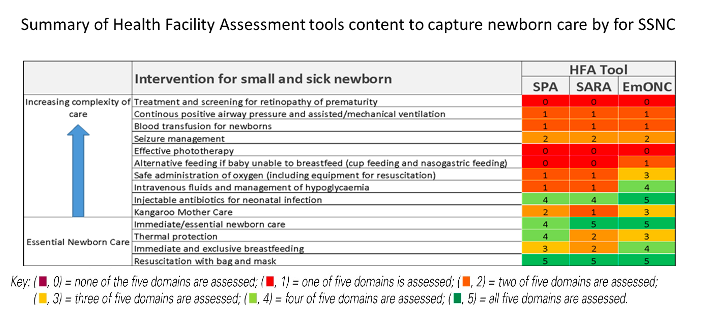 Summary of Health Facility Assessment tools content to capture newborn care by for SSNC
Intervention for small and sick newborn
HFA Tool
SPA SARA EmONC
Increasing complexity of care
Treatment and screening for retinopathy of prematurity 0 0 0
Continous positive airway pressure and assisted/mechanical ventilation 1 1 1
Blood transfusion for newborns 1 1 1
Seizure management 2 2 2
Effective phototherapy 0 0 0
Alternative feeding if baby unable to breastfeed (cup feeding and nasogastric feeding) 0 0 1
Safe administration of oxygen (including equipment for resuscitation) 1 1 3
Intravenous fluids and management of hypoglycaemia 1 1 4
Injectable antibiotics for neonatal infection 4 4 5
Kangaroo Mother Care 2 1 3
Essential Newborn Care
Immediate/essential newborn care 4 5 5
Thermal protection 4 2 3
Immediate and exclusive breastfeeding 3 2 4
Resuscitation with bag and mask 5 5 5
Key: ( , 0) = none of the five domains are assessed; ( , 1) = one of five domains is assessed; ( , 2) = two of five domains are assessed;
( , 3) = three of five domains are assessed; ( , 4) = four of five domains are assessed; ( , 5) = all five domains are assessed.